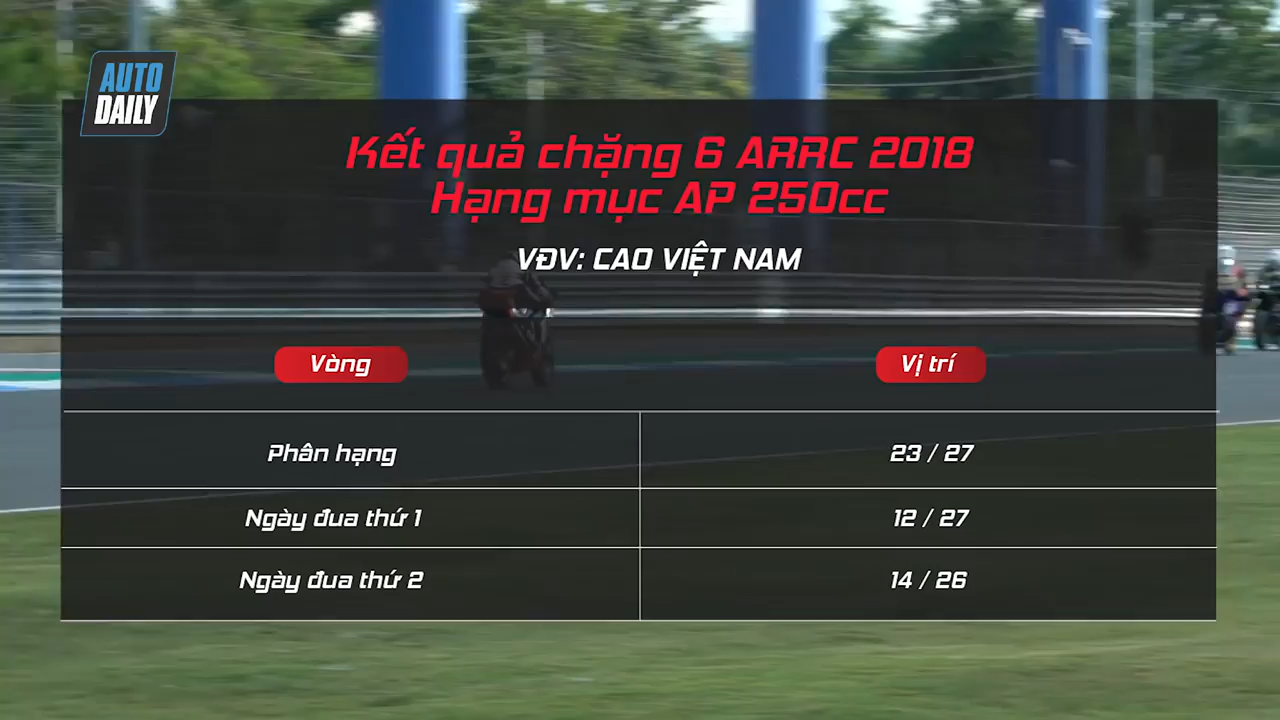 AUTO
DAILY
Kết quả chặng 6 ARRC 2018
Hạng mục AP 250cc
VĐV: CAO VIỆT NAM
Vòng
Vị trí
Phân hạng
23 / 27
Ngày đua thứ 1
12 / 27
Ngày đua thứ 2
14 / 26